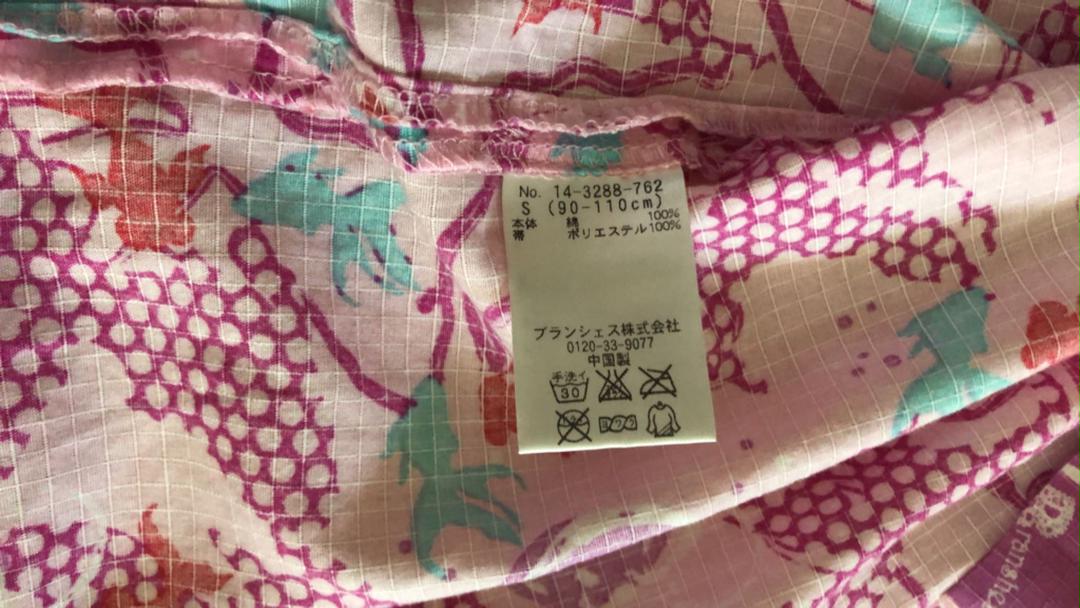 No. 14-3288-762
S (90-110cm)
本体 綿 100%
帯 ポリエステル100%
ブランシェス株式会社
0120-33-9077
中国製
手洗イ
30